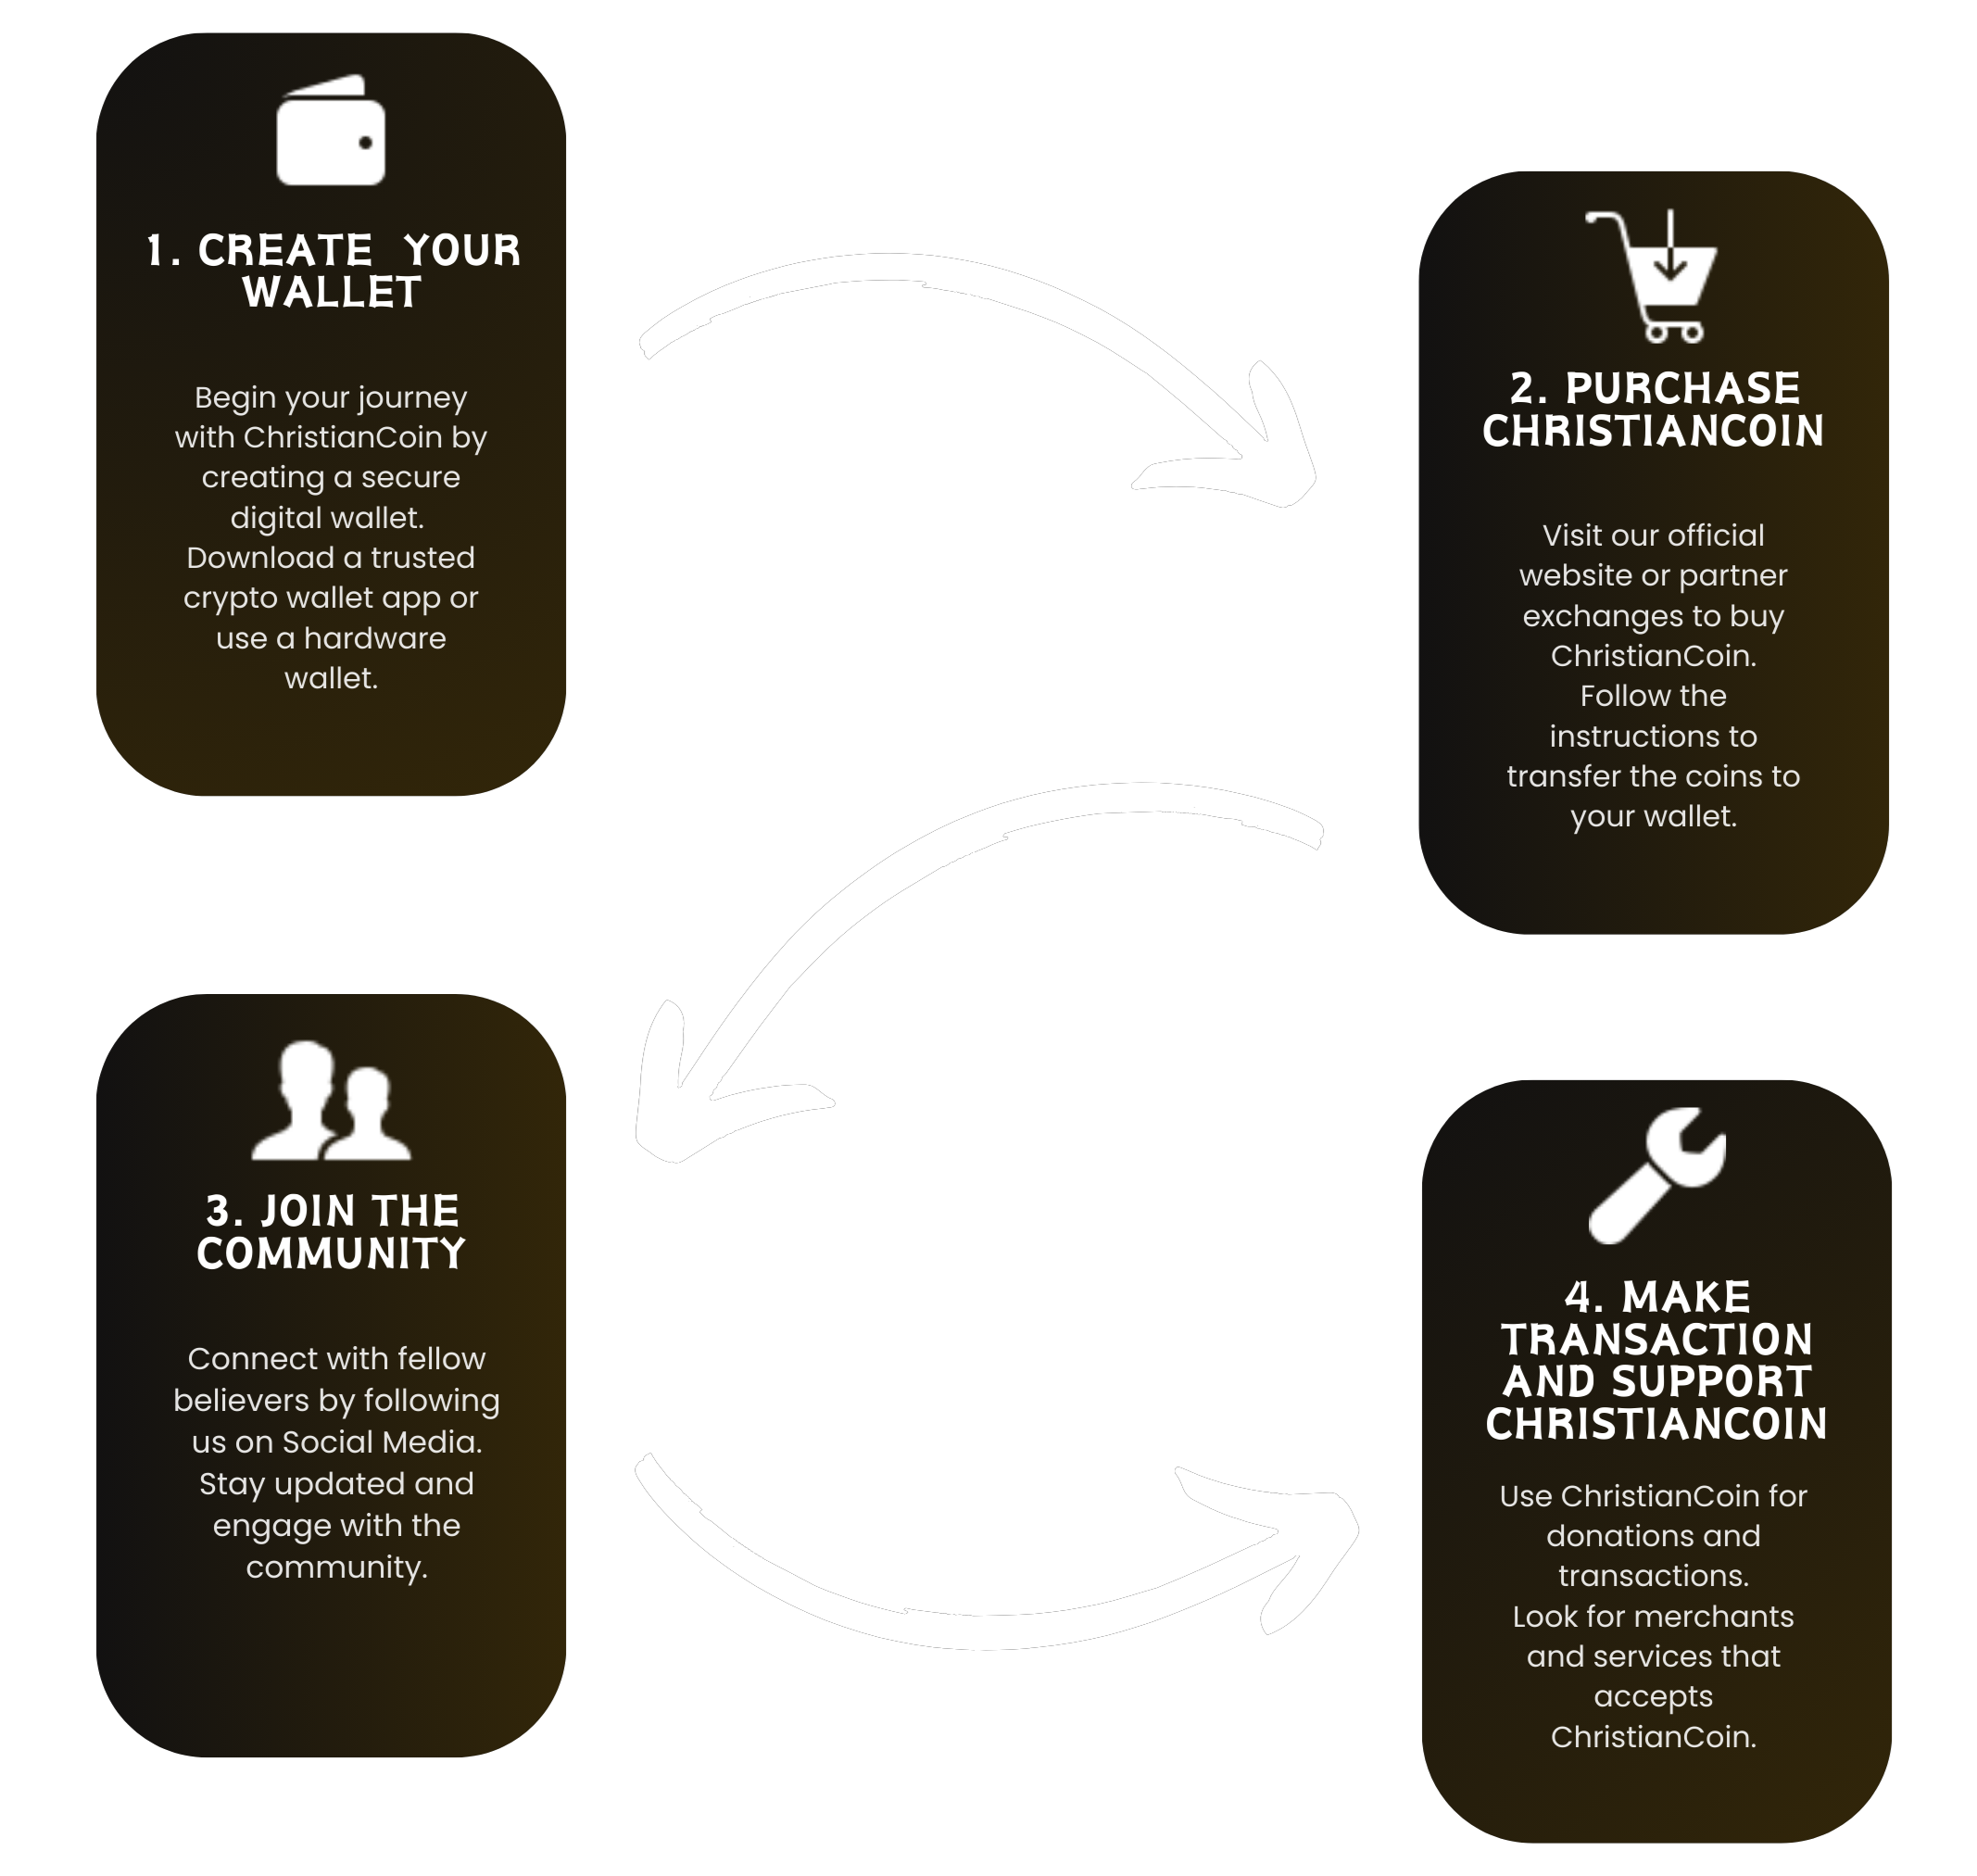 1. CREATE YOUR
WALLET
Begin your journey
with ChristianCoin by
creating a secure
digital wallet.
Download a trusted
crypto wallet app or
use a hardware
wallet.
2. PURCHASE
CHRISTIANCOIN
Visit our official
website or partner
exchanges to buy
ChristianCoin.
Follow the
instructions to
transfer the coins to
your wallet.
3. JOIN THE
COMMUNITY
Connect with fellow
believers by following
us on Social Media.
Stay updated and
engage with the
community.
4. MAKE
TRANSACTION
AND SUPPORT
CHRISTIANCOIN
Use ChristianCoin for
donations and
transactions.
Look for merchants
and services that
accepts
ChristianCoin.